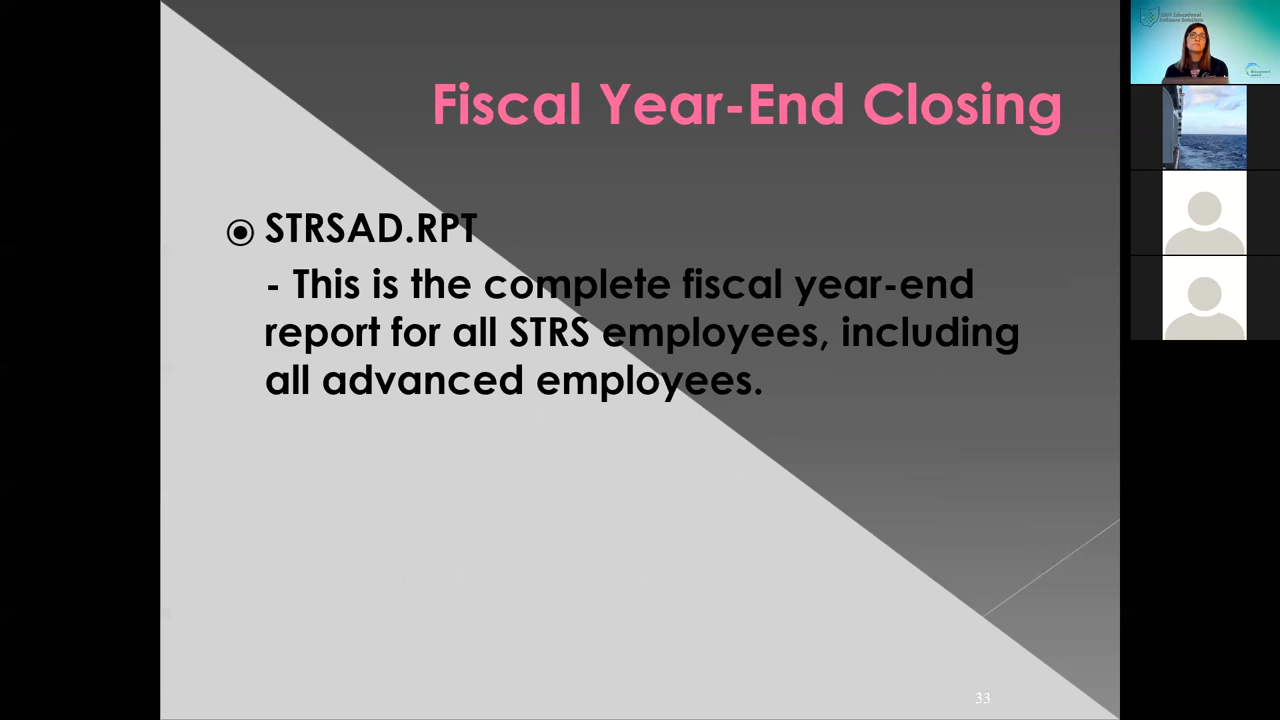 Fiscal Year-End Closing
STRSAD.RPT
- This is the complete fiscal year-end
report for all STRS employees, including
all advanced employees.
33